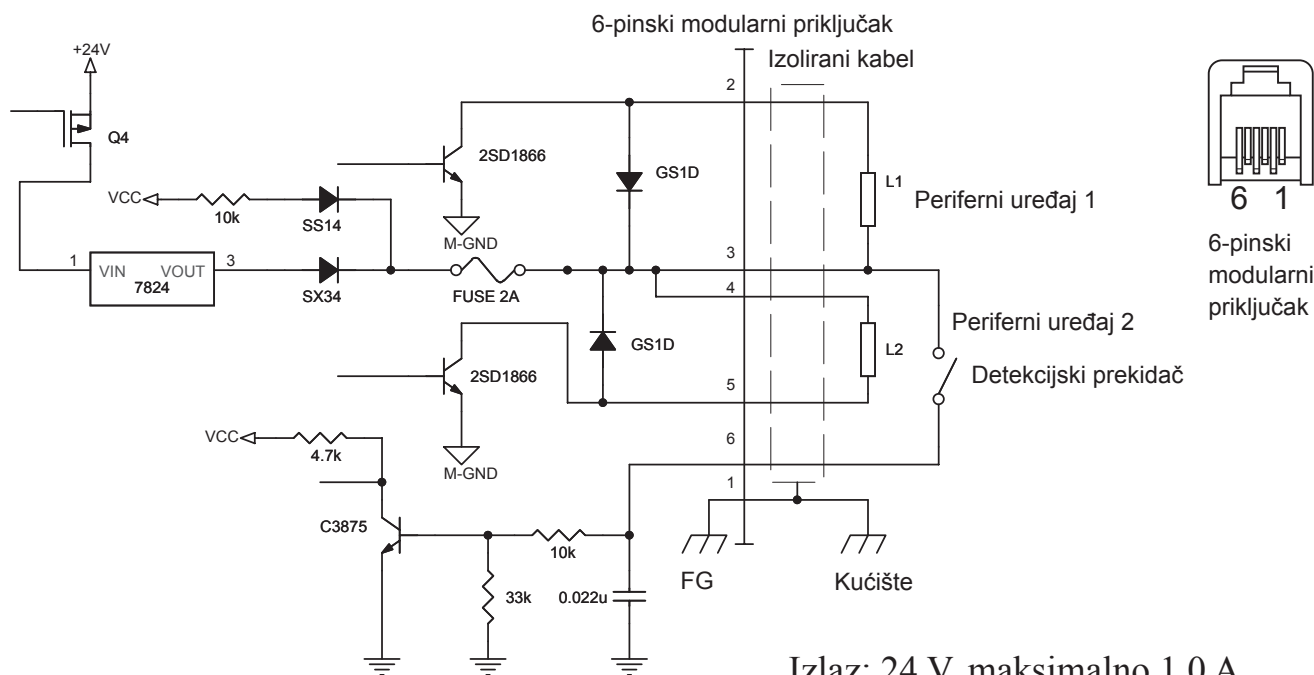 6-pinski modularni priključak
Izolirani kabel
+24V
Q4
2
2SD1866
GS1D
L1
Periferni uređaj 1
6 1
VCC
10k
SS14
M-GND
6-pinski
modularni
priključak
1
VIN
VOUT
7824
3
SX34
FUSE 2A
3
4
GS1D
L2
Periferni uređaj 2
Detekcijski prekidač
2SD1866
5
VCC
4.7k
M-GND
6
1
C3875
10k
33k
0.022u
FG
Kućište
Izlaz: 24 V, maksimalno 1,0 A